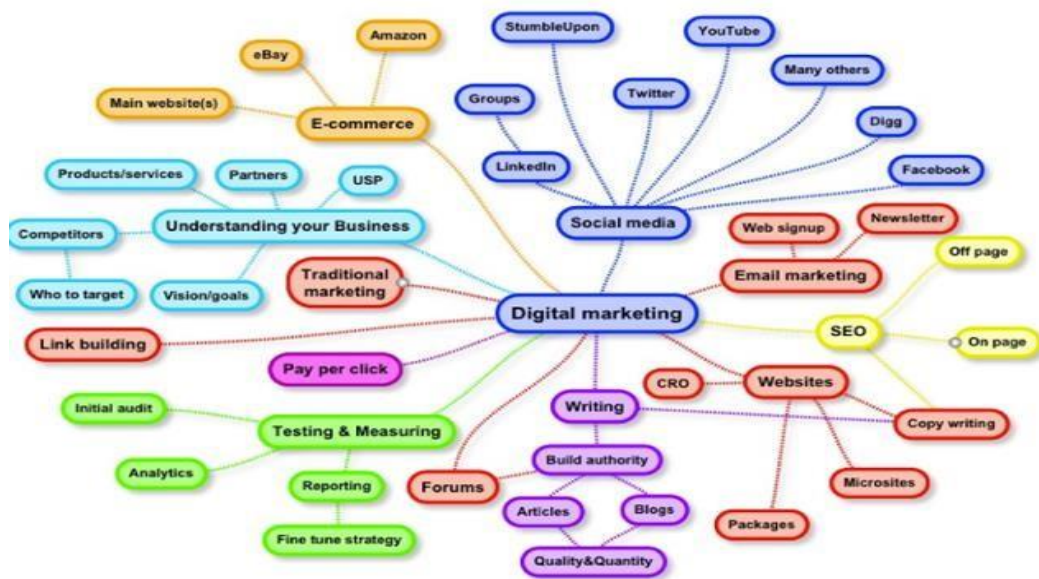 StumbleUpon
YouTube
Amazon
eBay
Many others
Main website(s)
Groups
Twitter
E-commerce
Digg
LinkedIn
Facebook
Products/services
Partners
USP
Social media
Newsletter
Understanding your Business
Web signup
Competitors
Off page
Traditional
marketing
Email marketing
Who to target
Vision/goals
Digital marketing
SEO
Link building
On page
Pay per click
CRO
Websites
Initial audit
Writing
Testing & Measuring
Copy writing
Build authority
Analytics
Reporting
Forums
Microsites
Articles
Blogs
Packages
Fine tune strategy
Quality&Quantity